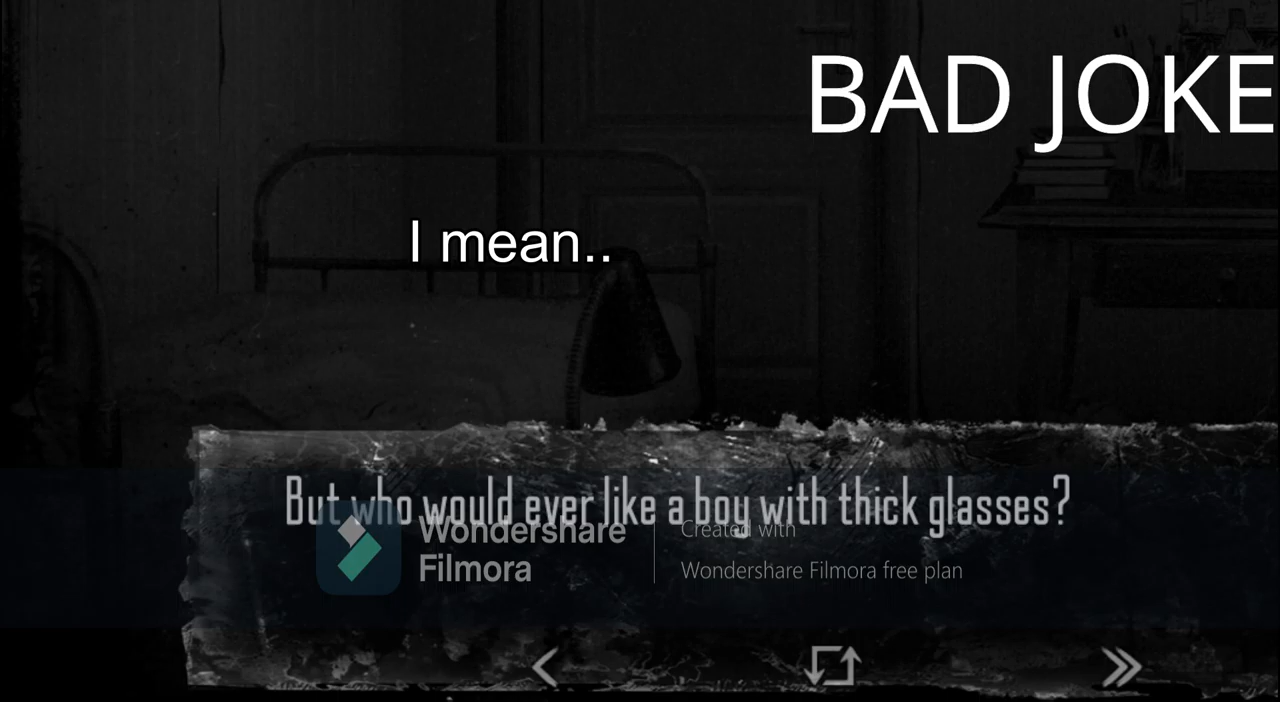 BAD JOKE
I mean..
But who would ever like a boy with thick glasses?
Wondershare
Filmora
Created with
Wondershare Filmora free plan